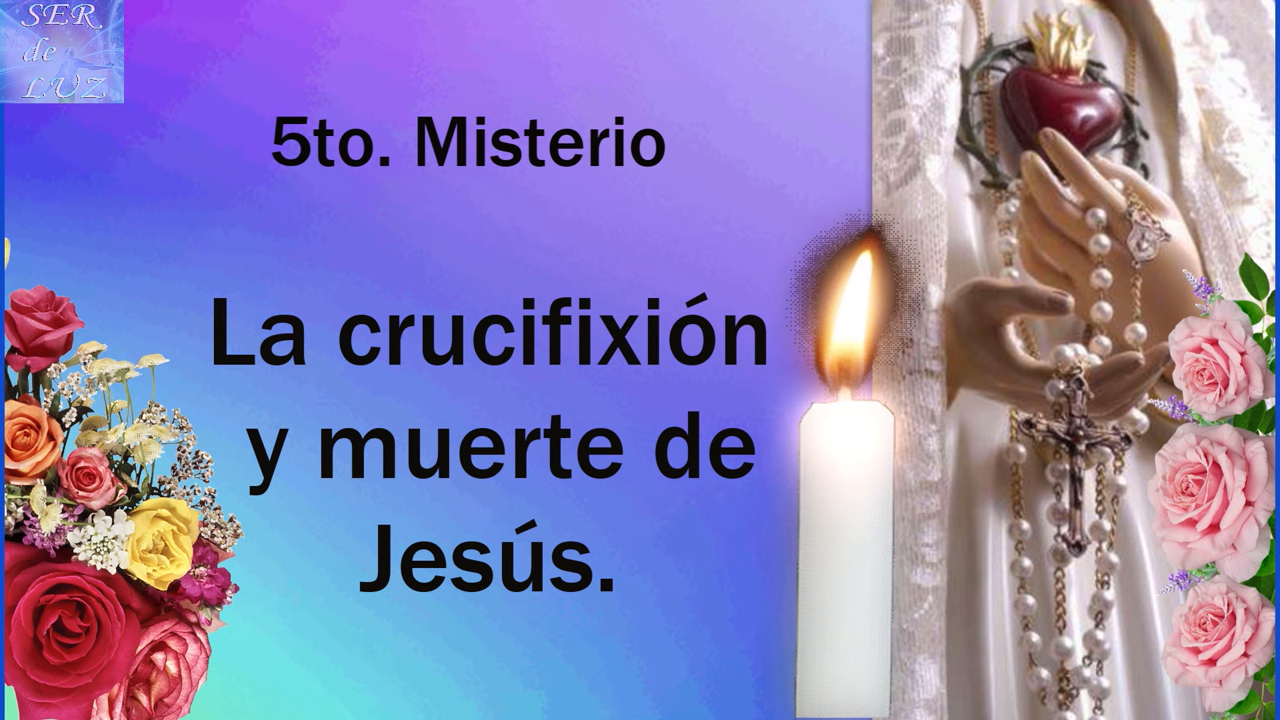 SER
de
LUZ
5to. Misterio
La crucifixión
y muerte de
Jesús.